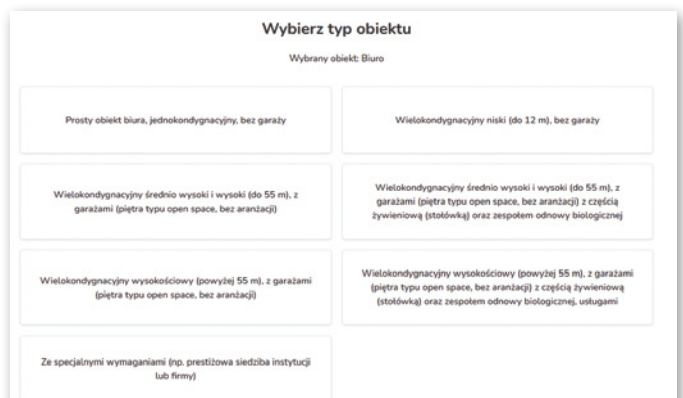 Wybierz typ obiektu
Wybrany obiekt: Biuro
Prosty obiekt biura, jednokondygnacyjny, bez garaży
Wielokondygnacyjny niski (do 12 m), bez garaży
Wielokondygnacyjny średnio wysoki i wysoki (do 55 m), z
garażami (piętra typu open space, bez aranżacji)
Wielokondygnacyjny średnio wysoki i wysoki (do 55 m), z
garażami (piętra typu open space, bez aranżacji) z częścią
żywieniową (stołówką) oraz zespołem odnowy biologicznej
Wielokondygnacyjny wysokościowy (powyżej 55 m), z garażami
(piętra typu open space, bez aranżacji)
Wielokondygnacyjny wysokościowy (powyżej 55 m), z garażami
(piętra typu open space, bez aranżacji) z częścią żywieniową
(stołówką) oraz zespołem odnowy biologicznej, usługami
Ze specjalnymi wymaganiami (np. prestiżowa siedziba instytucji
lub firmy)